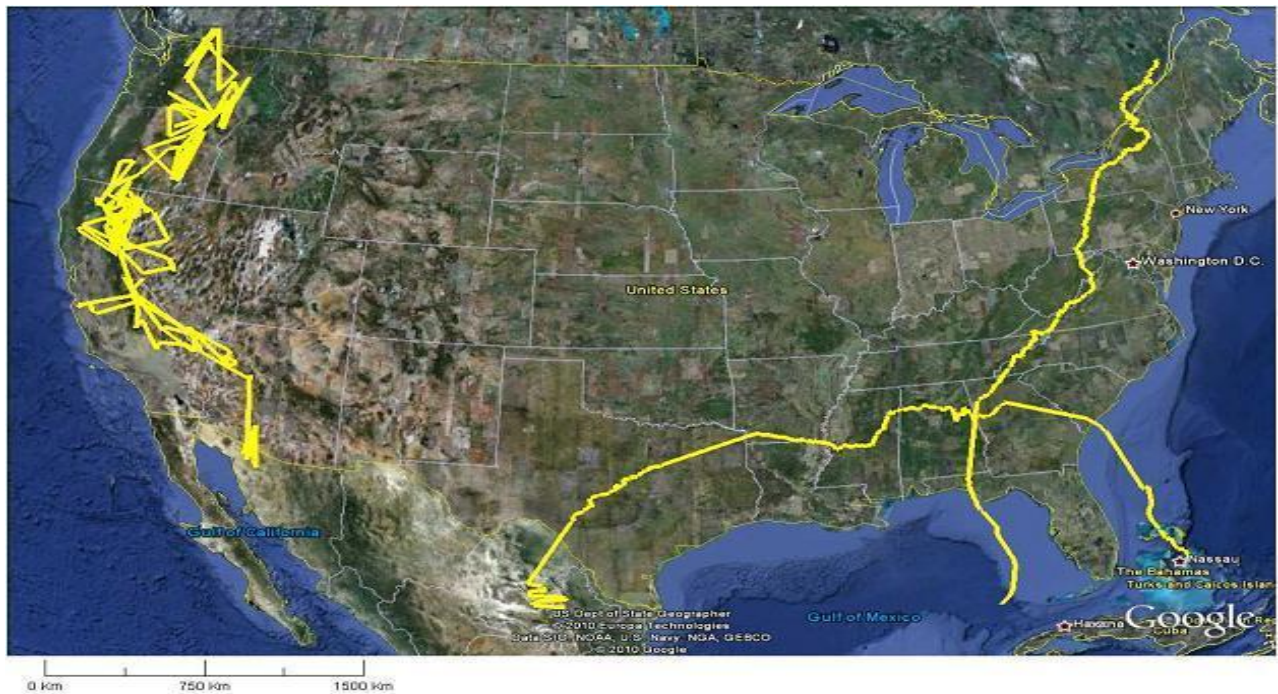 New York
Washington D.C.
United States
Gulf of California
Nassau
The Bahamas
Turks and Caicos Islan
US Dept of State Geographer
© 2010 Europa Technologies
Data SIO, NOAA, U.S. Navy, NGA, GEBCO
© 2010 Google
Gulf of Mexico
Havana
Cuba
Google
0 Km
750 Km
1500 Km